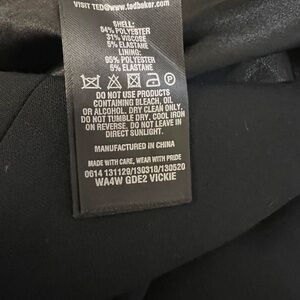 VISIT TED@www.tedbaker.com
SHELL:
64% POLYESTER
31% VISCOSE
5% ELASTANE
LINING:
95% POLYESTER
5% ELASTANE
P
DO NOT USE PRODUCTS
CONTAINING BLEACH, OIL
OR ALCOHOL. DRY CLEAN ONLY.
DO NOT TUMBLE DRY. COOL IRON
ON REVERSE. DO NOT DRY IN
DIRECT SUNLIGHT.
MANUFACTURED IN CHINA
MADE WITH CARE, WEAR WITH PRIDE
0614 131129/130318/130520
WA4W GDE2 VICKIE